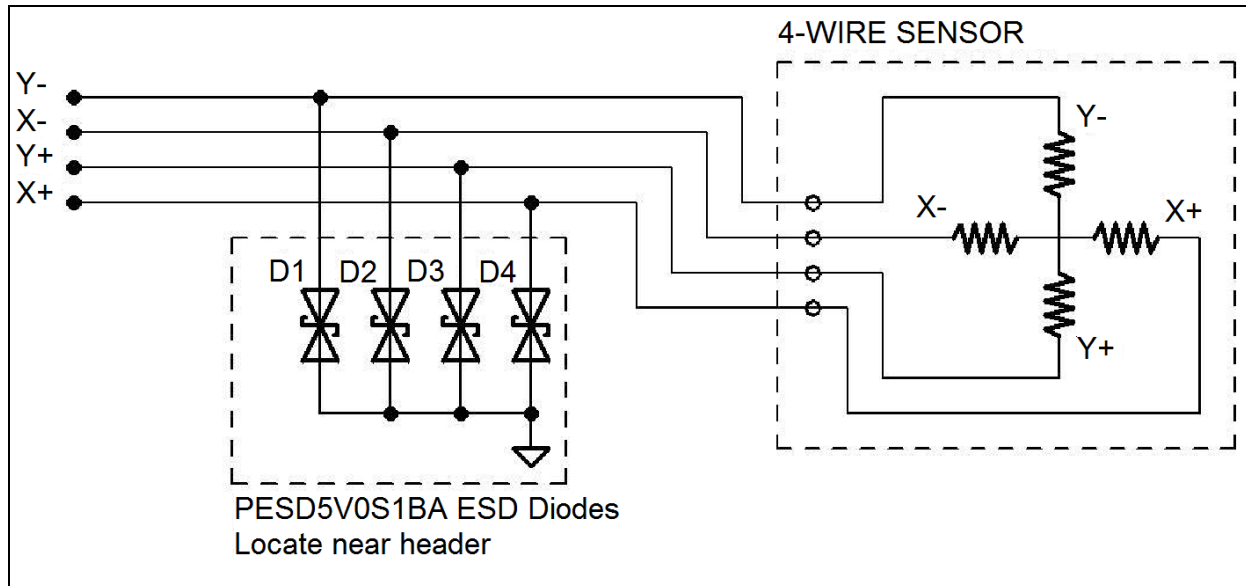 4-WIRE SENSOR
Y-
X-
Y+
X+
Y-
X-
X+
Y+
D1
D2
D3
D4
PESD5V0S1BA ESD Diodes
Locate near header